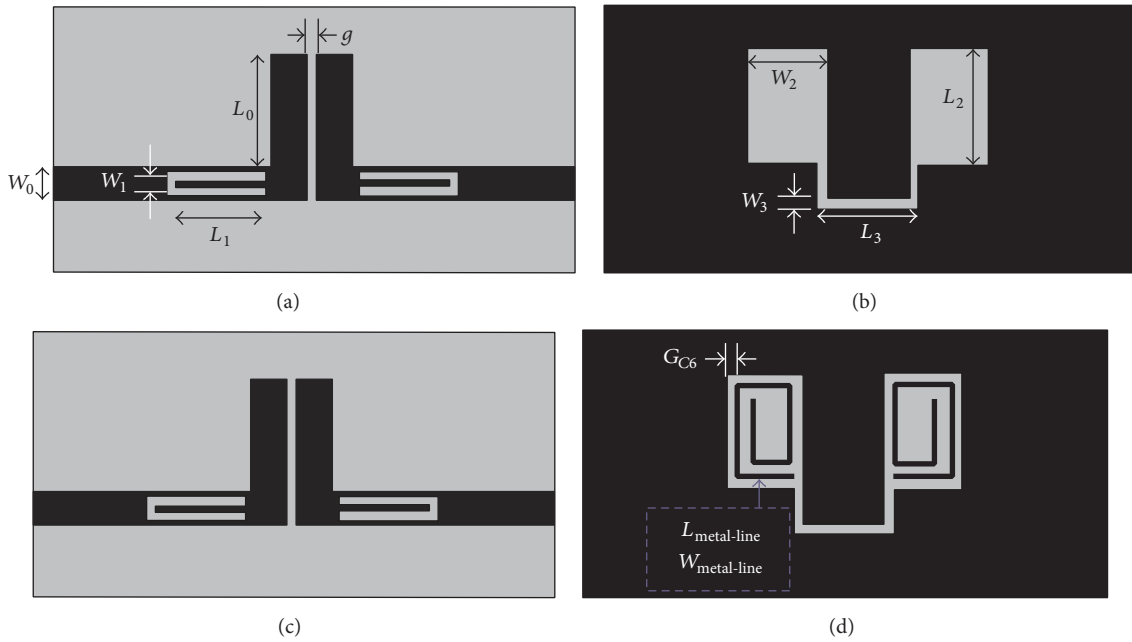 g
L0
W0
W1
L1
(a)
W2
L2
W3
L3
(b)
(c)
GC6
Lmetal-line
Wmetal-line
(d)